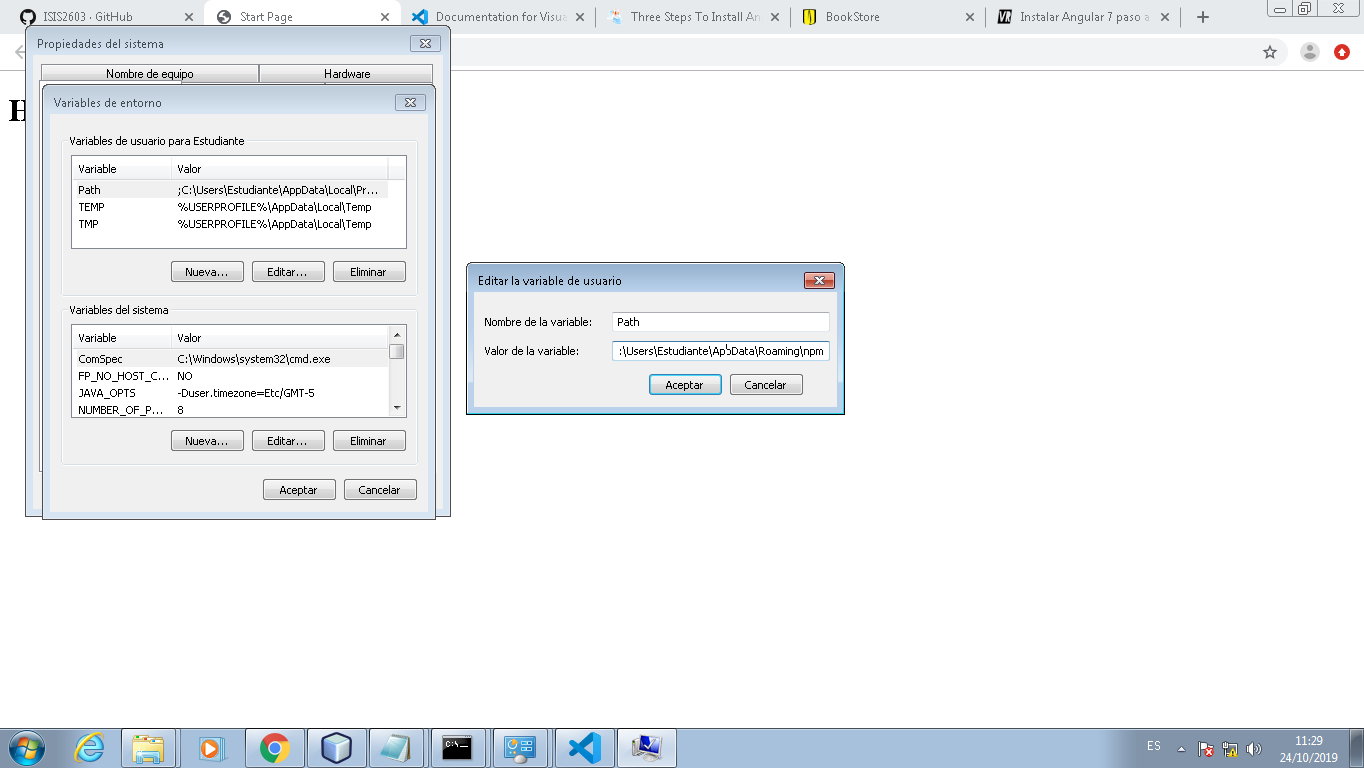 ISIS2603 · GitHub
Start Page
Documentation for Visua
Three Steps To Install An
BookStore
Instalar Angular 7 paso a
Propiedades del sistema
Nombre de equipo
Hardware
Variables de entorno
Variables de usuario para Estudiante
Variable Valor
Path ;C:\Users\Estudiante\AppData\Local\Pr...
TEMP %USERPROFILE%\AppData\Local\Temp
TMP %USERPROFILE%\AppData\Local\Temp
Nueva... Editar... Eliminar
Variables del sistema
Variable Valor
ComSpec C:\Windows\system32\cmd.exe
FP_NO_HOST_C... NO
JAVA_OPTS -Duser.timezone=Etc/GMT-5
NUMBER_OF_P... 8
Nueva... Editar... Eliminar
Aceptar Cancelar
Editar la variable de usuario
Nombre de la variable: Path
Valor de la variable: :\Users\Estudiante\AppData\Roaming\npm
Aceptar Cancelar
ES
11:29
24/10/2019